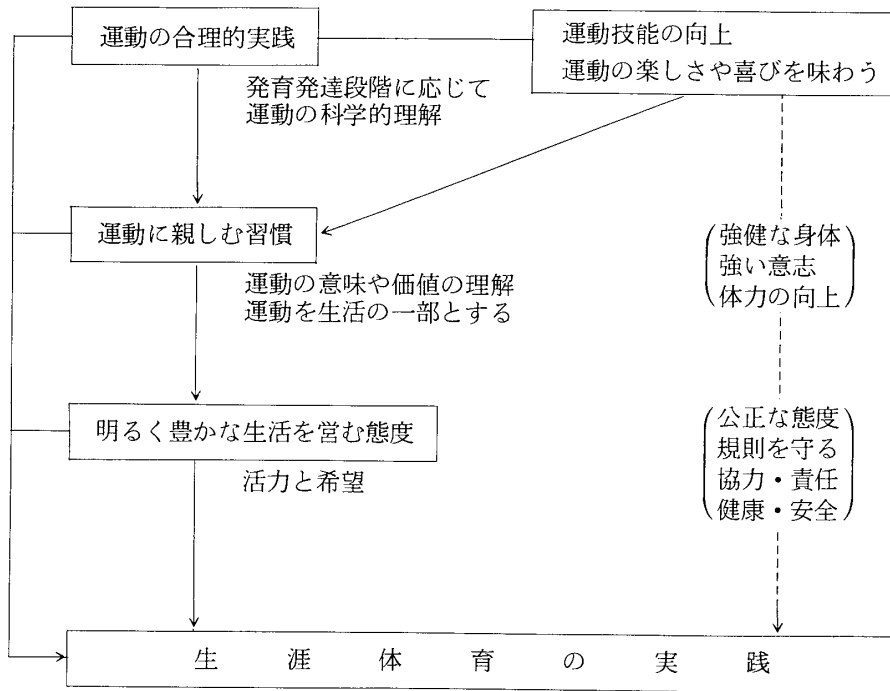 運動の合理的実践
運動技能の向上
運動の楽しさや喜びを味わう
発育発達段階に応じて
運動の科学的理解
運動に親しむ習慣
運動の意味や価値の理解
運動を生活の一部とする
強健な身体
強い意志
体力の向上
明るく豊かな生活を営む態度
活力と希望
公正な態度
規則を守る
協力・責任
健康・安全
生涯体育の実践